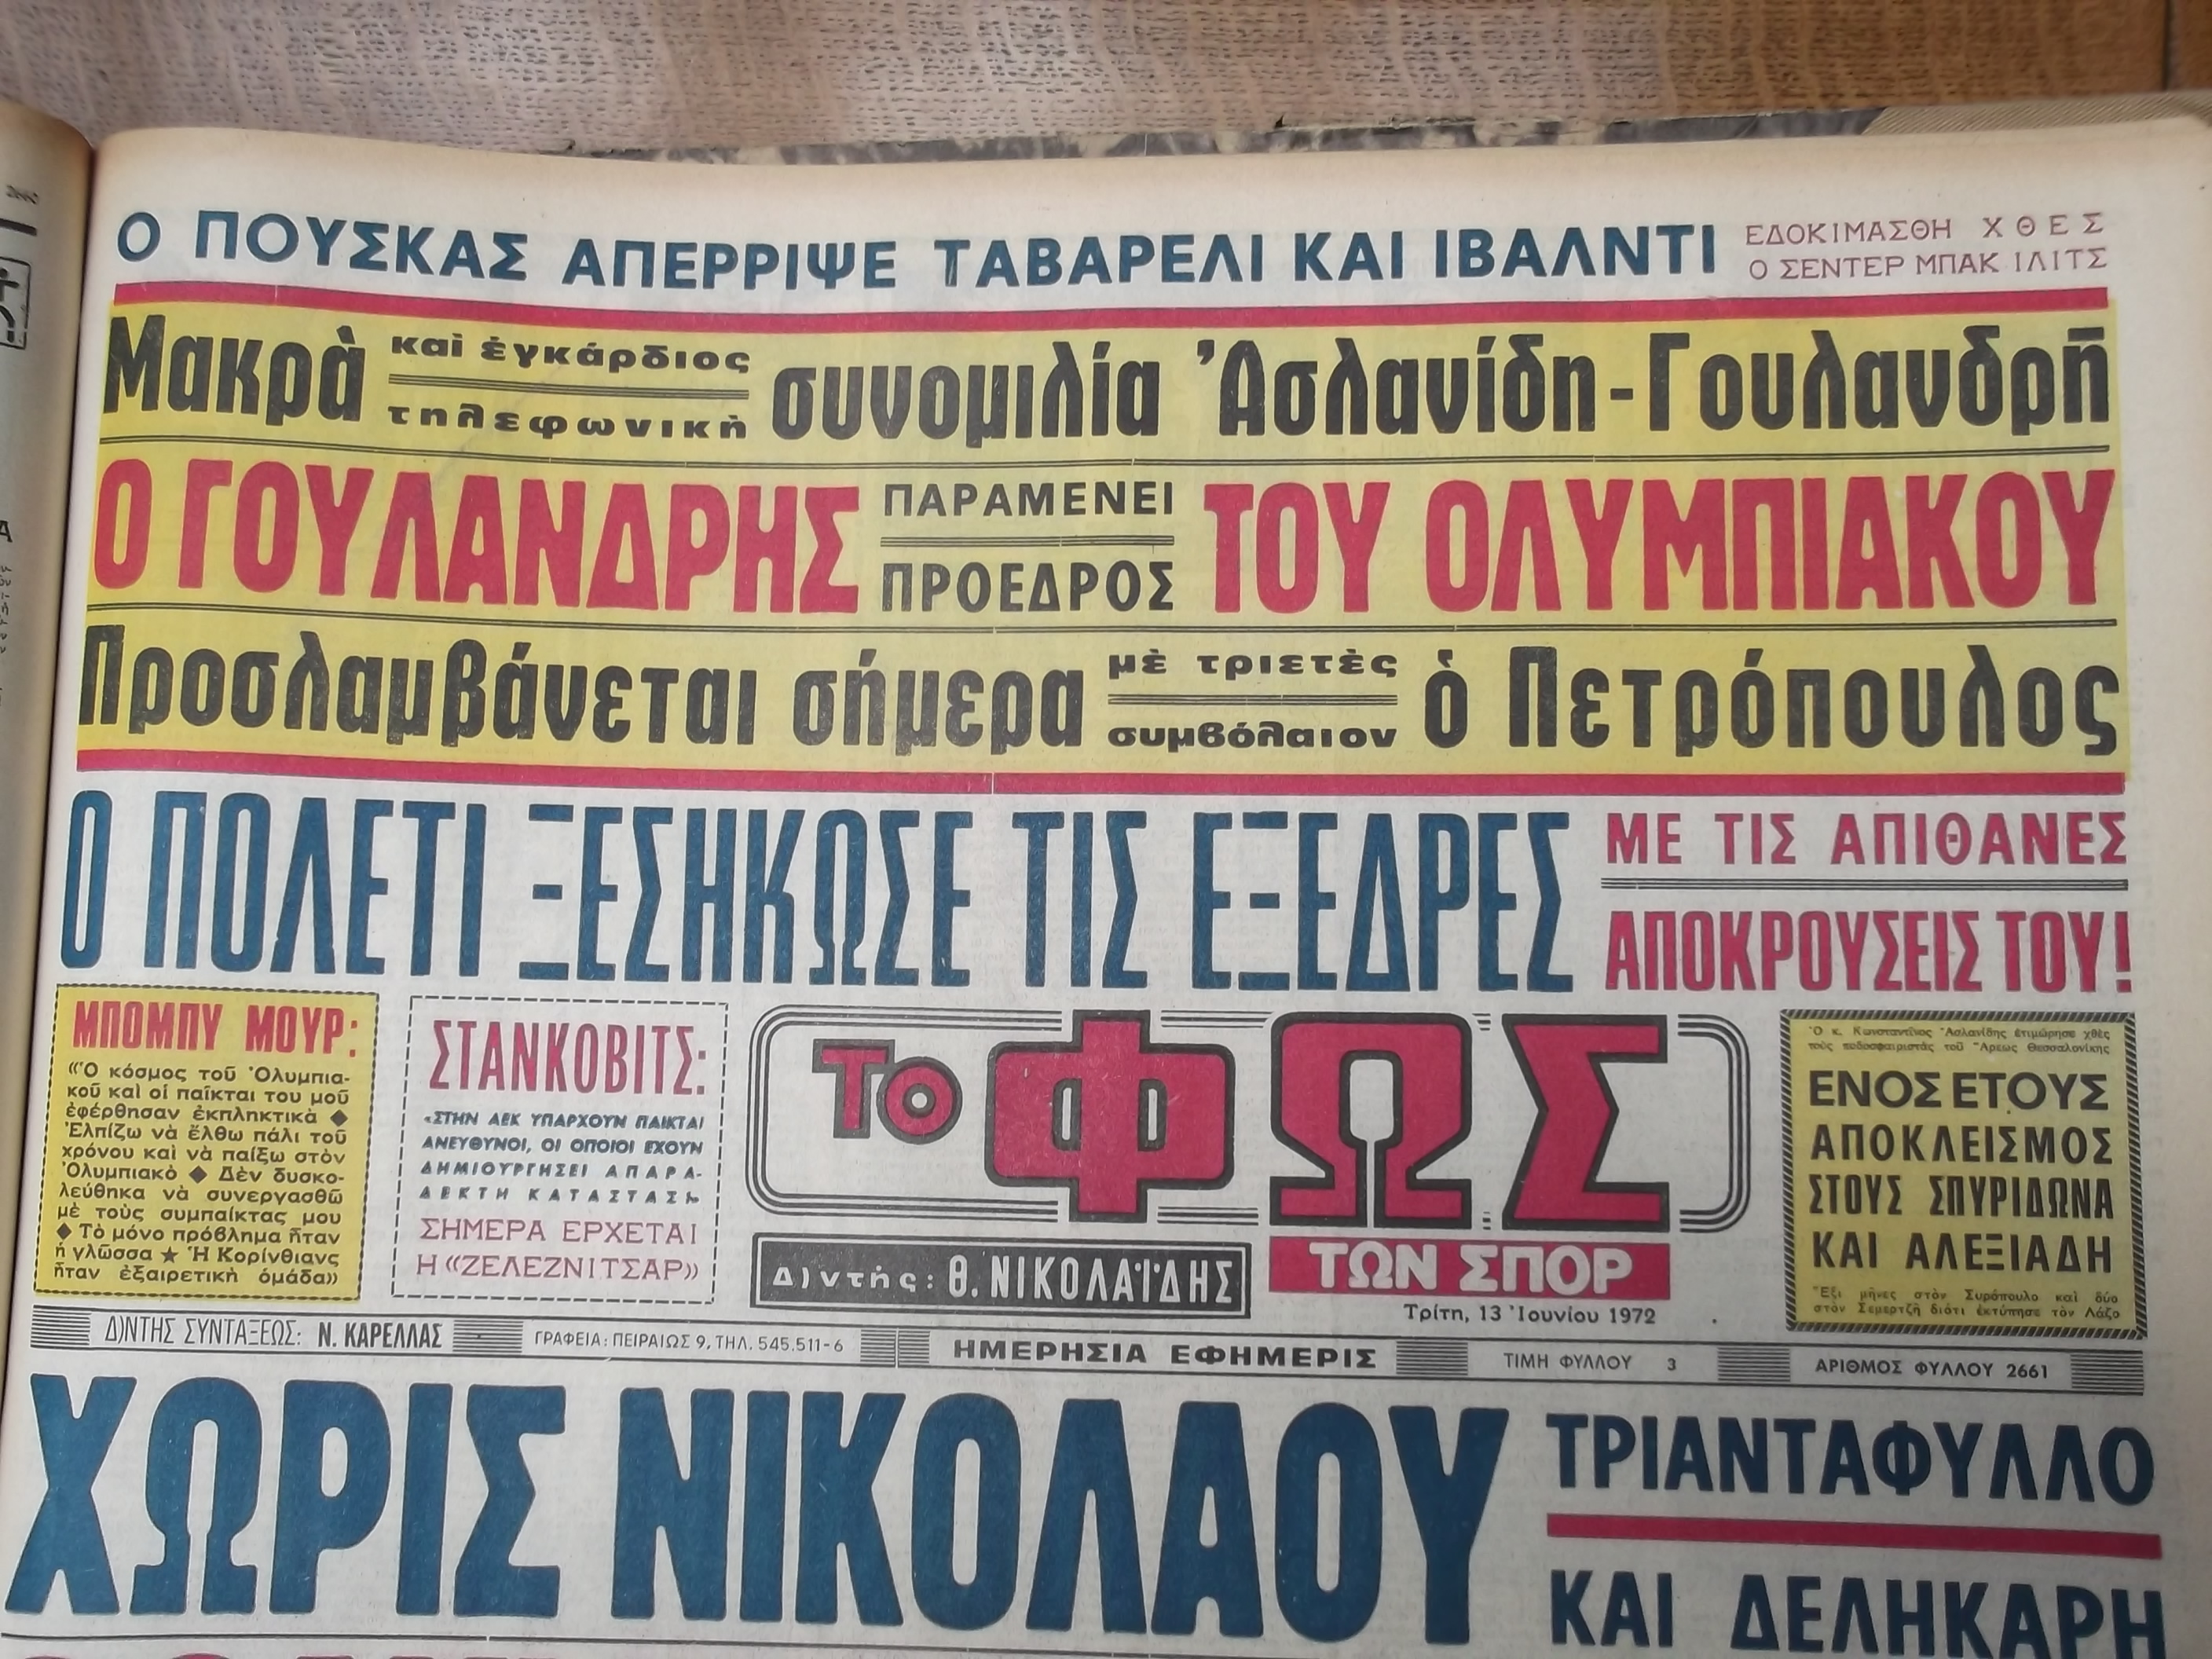 Ο ΠΟΥΣΚΑΣ ΑΠΕΡΡΙΨΕ ΤΑΒΑΡΕΛΙ ΚΑΙ ΙΒΑΛΝΤΙ
ΕΔΟΚΙΜΑΣΘΗ ΧΘΕΣ
Ο ΣΕΝΤΕΡ ΜΠΑΚ ΙΛΙΤΣ
Μακρὰ καὶ ἐγκάρδιος
τηλεφωνικὴ συνομιλία Ἀσλανίδη-Γουλανδρῆ
Ο ΓΟΥΛΑΝΔΡΗΣ ΠΑΡΑΜΕΝΕΙ
ΠΡΟΕΔΡΟΣ ΤΟΥ ΟΛΥΜΠΙΑΚΟΥ
Προσλαμβάνεται σήμερα μὲ τριετὲς
συμβόλαιον ὁ Πετρόπουλος
Ο ΠΟΛΕΤΙ ΞΕΣΗΚΩΣΕ ΤΙΣ ΕΞΕΔΡΕΣ
ΜΕ ΤΙΣ ΑΠΙΘΑΝΕΣ
ΑΠΟΚΡΟΥΣΕΙΣ ΤΟΥ!
ΜΠΟΜΠΥ ΜΟΥΡ:
«Ὁ κόσμος τοῦ Ὀλυμπια-
κοῦ καὶ οἱ παῖκται του μοῦ
ἐφέρθησαν ἐκπληκτικὰ ◆
Ἐλπίζω νὰ ἔλθω πάλι τοῦ
χρόνου καὶ νὰ παίξω στὸν
Ὀλυμπιακὸ ◆ Δὲν δυσκο-
λεύθηκα νὰ συνεργασθῶ
μὲ τοὺς συμπαίκτας μου
◆ Τὸ μόνο πρόβλημα ἦταν
ἡ γλῶσσα ★ Ἡ Κορίνθιανς
ἦταν ἐξαιρετικὴ ὁμάδα»
ΣΤΑΝΚΟΒΙΤΣ:
«ΣΤΗΝ ΑΕΚ ΥΠΑΡΧΟΥΝ ΠΑΙΚΤΑΙ
ΑΝΕΥΘΥΝΟΙ, ΟΙ ΟΠΟΙΟΙ ΕΧΟΥΝ
ΔΗΜΙΟΥΡΓΗΣΕΙ ΑΠΑΡΑ-
ΔΕΚΤΗ ΚΑΤΑΣΤΑΣΙ»
ΣΗΜΕΡΑ ΕΡΧΕΤΑΙ
Η «ΖΕΛΕΖΝΙΤΣΑΡ»
ΤΟ ΦΩΣ
ΤΩΝ ΣΠΟΡ
Δ)ντής: Θ. ΝΙΚΟΛΑΪΔΗΣ
Τρίτη, 13 Ἰουνίου 1972
Ὁ κ. Κωνσταντῖνος Ἀσλανίδης ἐτιμώρησε χθὲς
τοὺς ποδοσφαιριστὰς τοῦ Ἄρεως Θεσσαλονίκης
ΕΝΟΣ ΕΤΟΥΣ
ΑΠΟΚΛΕΙΣΜΟΣ
ΣΤΟΥΣ ΣΠΥΡΙΔΩΝΑ
ΚΑΙ ΑΛΕΞΙΑΔΗ
Ἕξι μῆνες στὸν Συρόπουλο καὶ δύο
στὸν Σεμερτζῆ διότι ἐκτύπησε τὸν Λάζο
Δ)ΝΤΗΣ ΣΥΝΤΑΞΕΩΣ: Ν. ΚΑΡΕΛΛΑΣ
ΓΡΑΦΕΙΑ: ΠΕΙΡΑΙΩΣ 9, ΤΗΛ. 545.511-6
ΗΜΕΡΗΣΙΑ ΕΦΗΜΕΡΙΣ
ΤΙΜΗ ΦΥΛΛΟΥ 3
ΑΡΙΘΜΟΣ ΦΥΛΛΟΥ 2661
ΧΩΡΙΣ ΝΙΚΟΛΑΟΥ
ΤΡΙΑΝΤΑΦΥΛΛΟ
ΚΑΙ ΔΕΛΗΚΑΡΗ